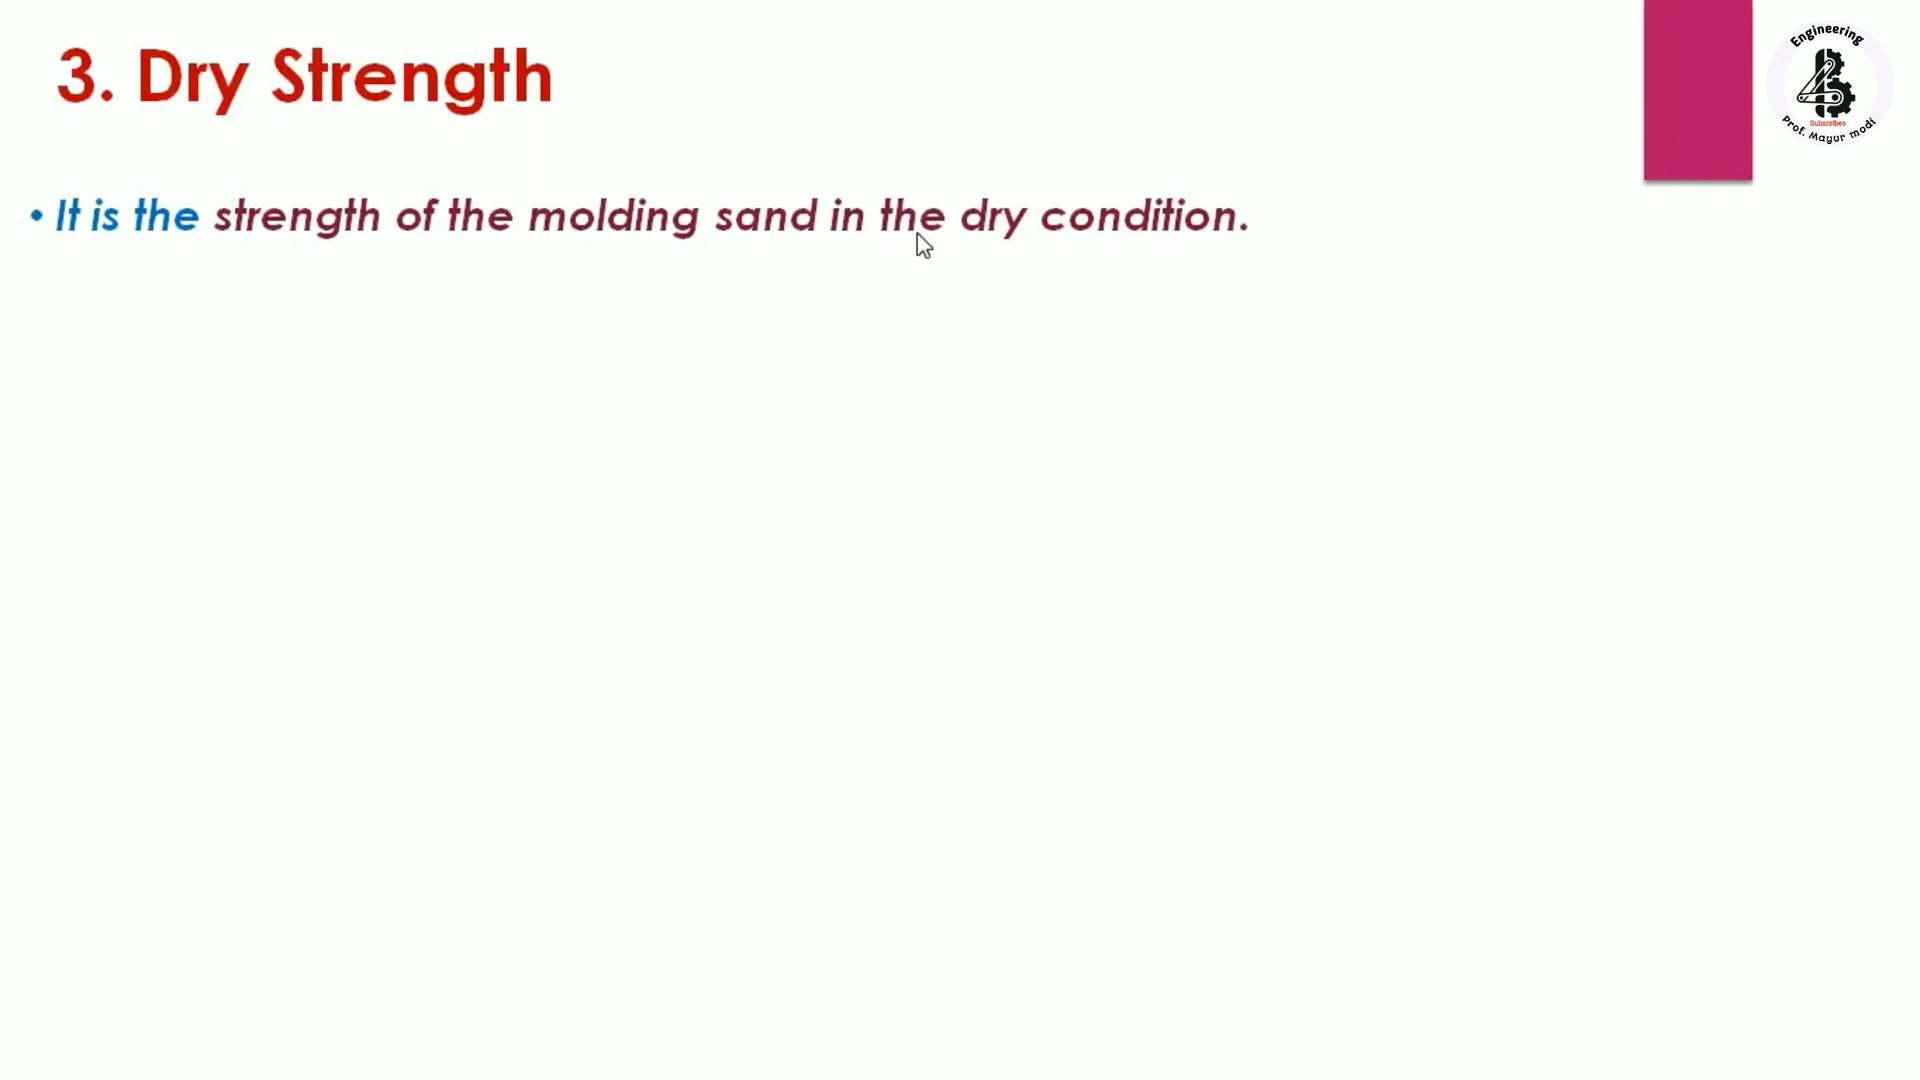 3. Dry Strength
Engineering
Subscribes
Prof. Mayur modi
• It is the strength of the molding sand in the dry condition.